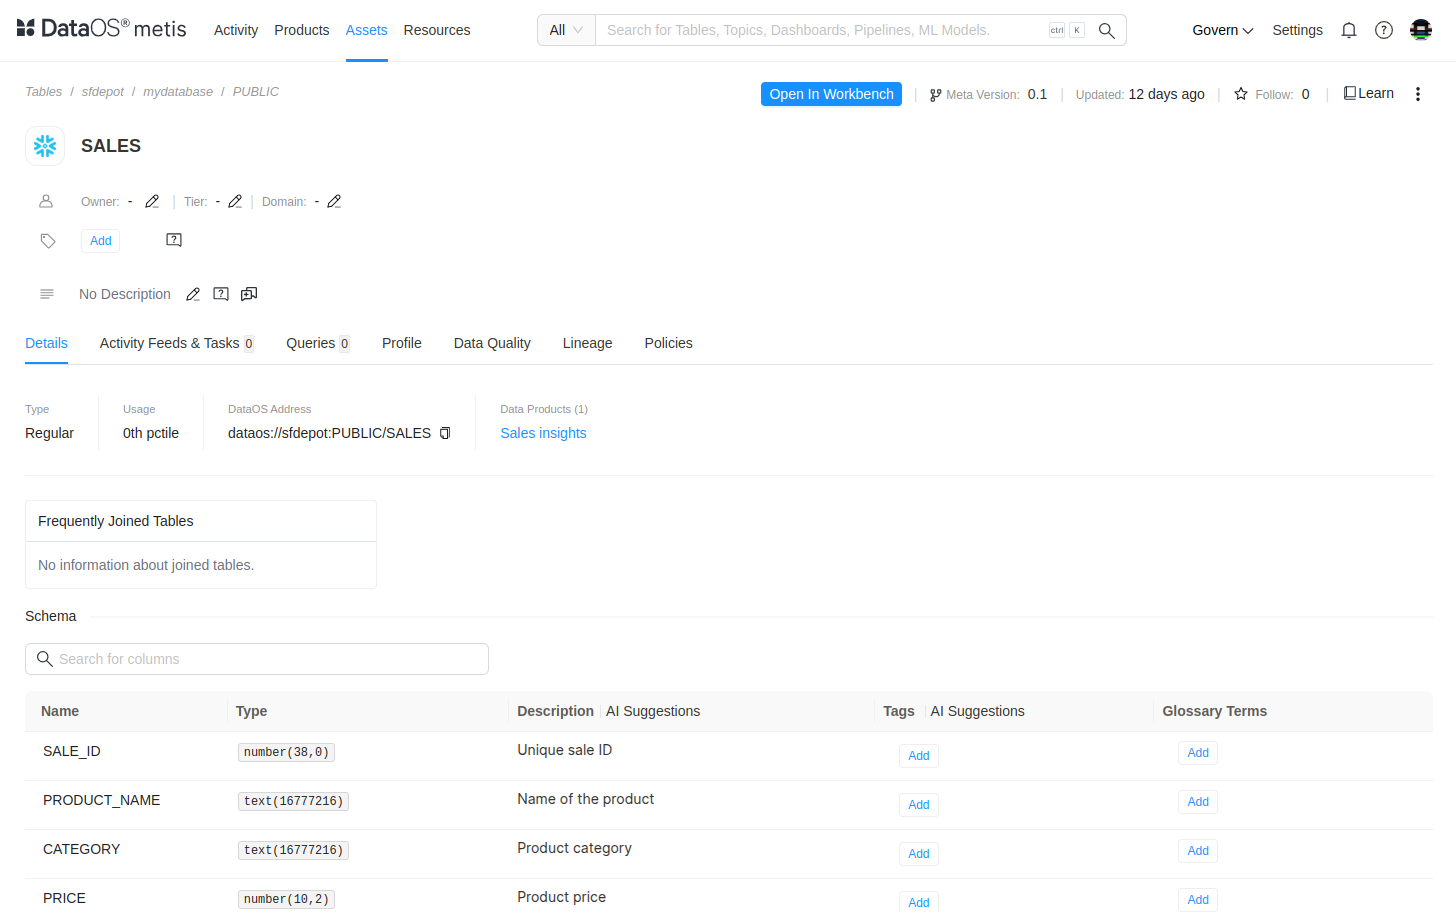 DataOS® metis Activity Products Assets Resources All Search for Tables, Topics, Dashboards, Pipelines, ML Models. ctrl K Govern Settings
Tables / sfdepot / mydatabase / PUBLIC
Open In Workbench | Meta Version: 0.1 | Updated: 12 days ago | Follow: 0 | Learn
SALES
Owner: - | Tier: - | Domain: -
Add
No Description
Details Activity Feeds & Tasks 0 Queries 0 Profile Data Quality Lineage Policies
Type Usage DataOS Address Data Products (1)
Regular 0th pctile dataos://sfdepot:PUBLIC/SALES Sales insights
Frequently Joined Tables
No information about joined tables.
Schema
Search for columns
Name Type Description | AI Suggestions Tags | AI Suggestions Glossary Terms
SALE_ID number(38,0) Unique sale ID Add Add
PRODUCT_NAME text(16777216) Name of the product Add Add
CATEGORY text(16777216) Product category Add Add
PRICE number(10,2) Product price Add Add